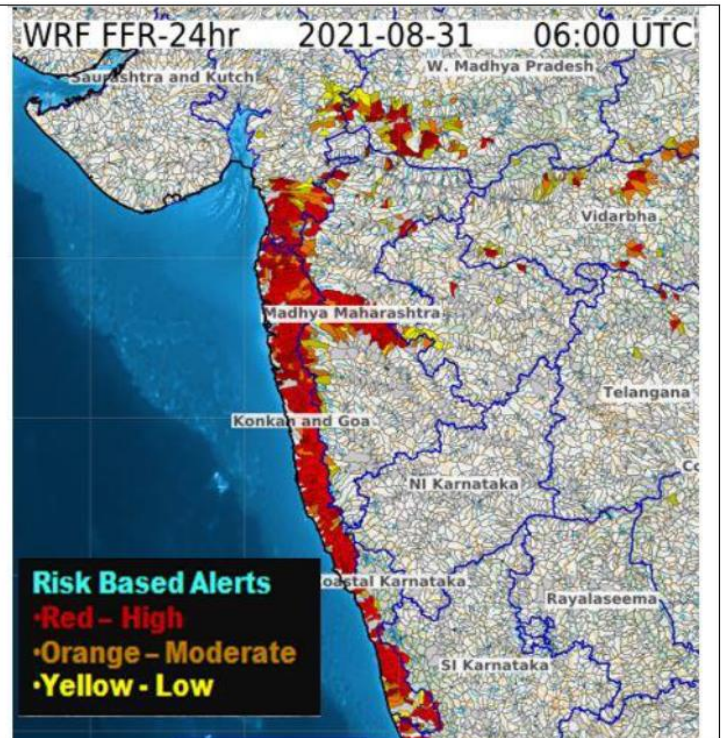 WRF FFR-24hr 2021-08-31 06:00 UTC
Saurashtra and Kutch
W. Madhya Pradesh
Vidarbha
Madhya Maharashtra
Telangana
Konkan and Goa
NI Karnataka
Coastal Karnataka
Rayalaseema
SI Karnataka
Risk Based Alerts
•Red – High
•Orange – Moderate
•Yellow - Low